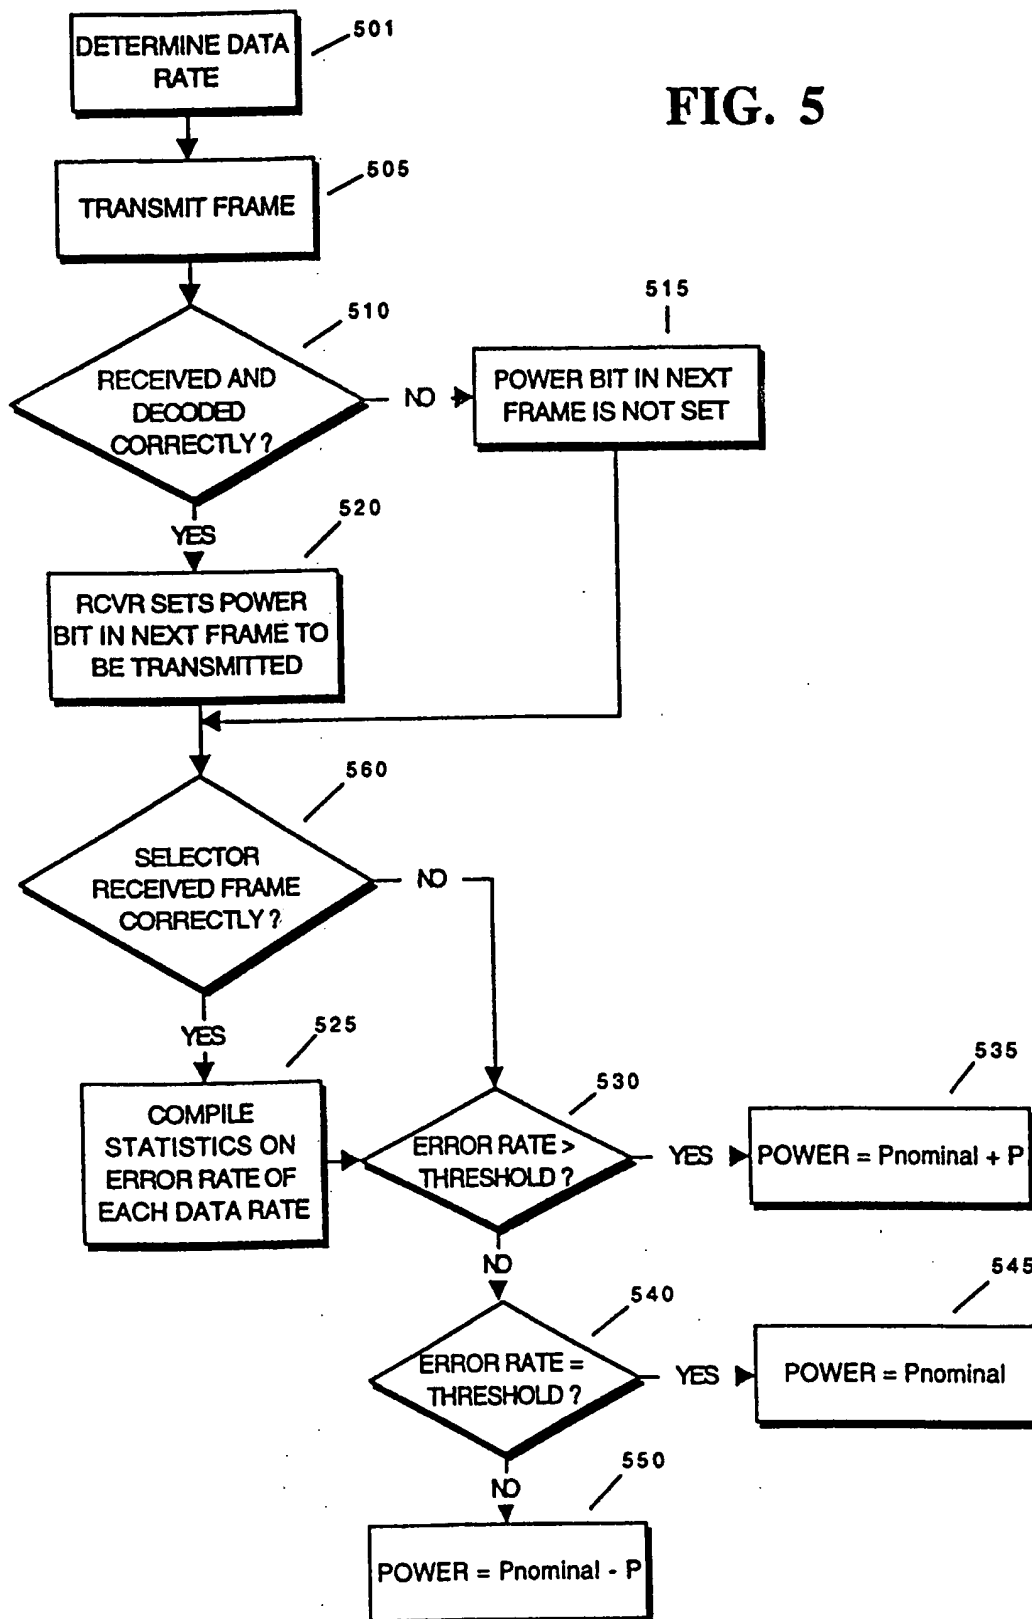 DETERMINE DATA
RATE
501
FIG. 5
TRANSMIT FRAME
505
RECEIVED AND
DECODED
CORRECTLY ?
510
NO
POWER BIT IN NEXT
FRAME IS NOT SET
515
YES
520
RCVR SETS POWER
BIT IN NEXT FRAME TO
BE TRANSMITTED
560
SELECTOR
RECEIVED FRAME
CORRECTLY ?
NO
YES
525
COMPILE
STATISTICS ON
ERROR RATE OF
EACH DATA RATE
530
ERROR RATE >
THRESHOLD ?
YES
535
POWER = Pnominal + P
NO
540
ERROR RATE =
THRESHOLD ?
YES
545
POWER = Pnominal
NO
550
POWER = Pnominal - P